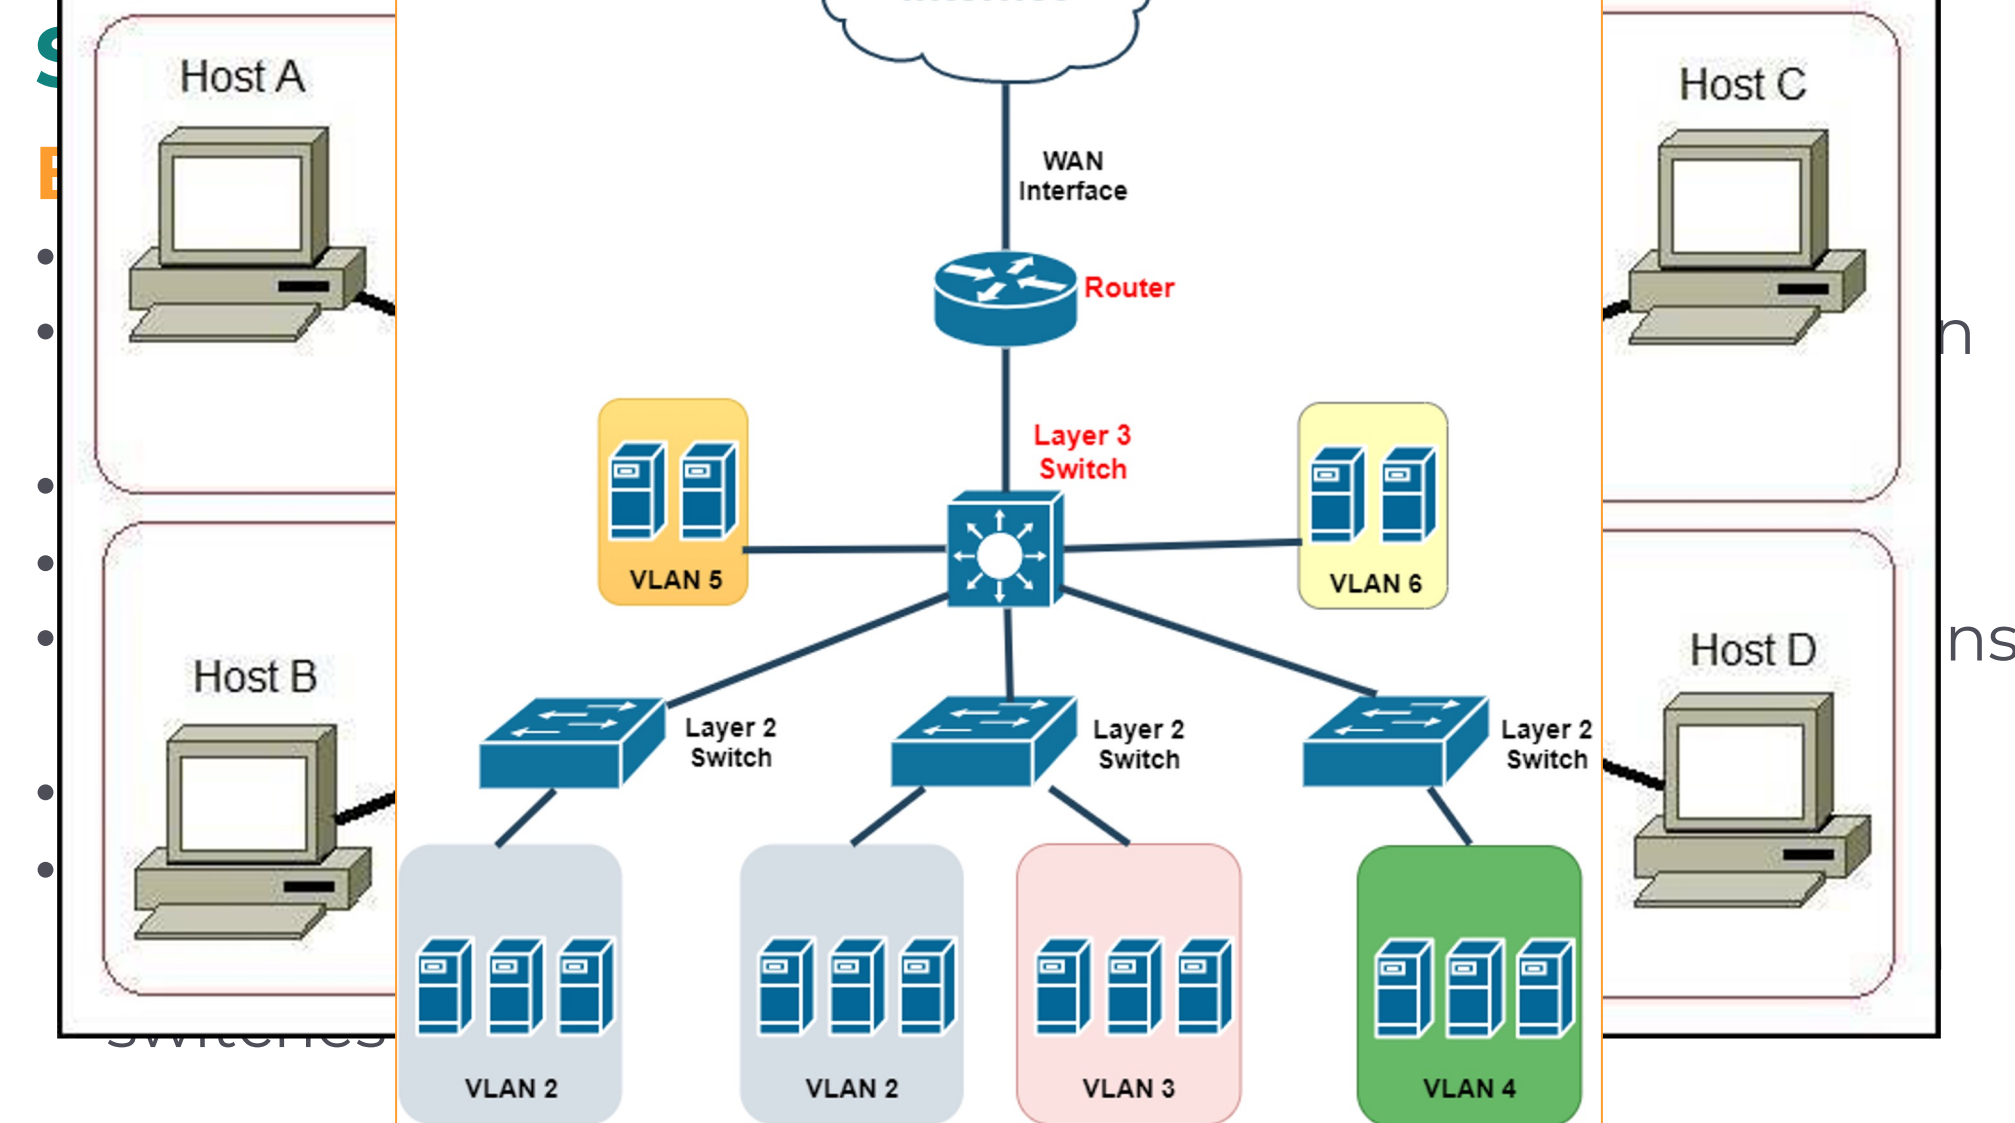 Host A
Host C
WAN
Interface
Router
Layer 3
Switch
VLAN 5
VLAN 6
Host B
Host D
Layer 2
Switch
Layer 2
Switch
Layer 2
Switch
VLAN 2
VLAN 2
VLAN 3
VLAN 4